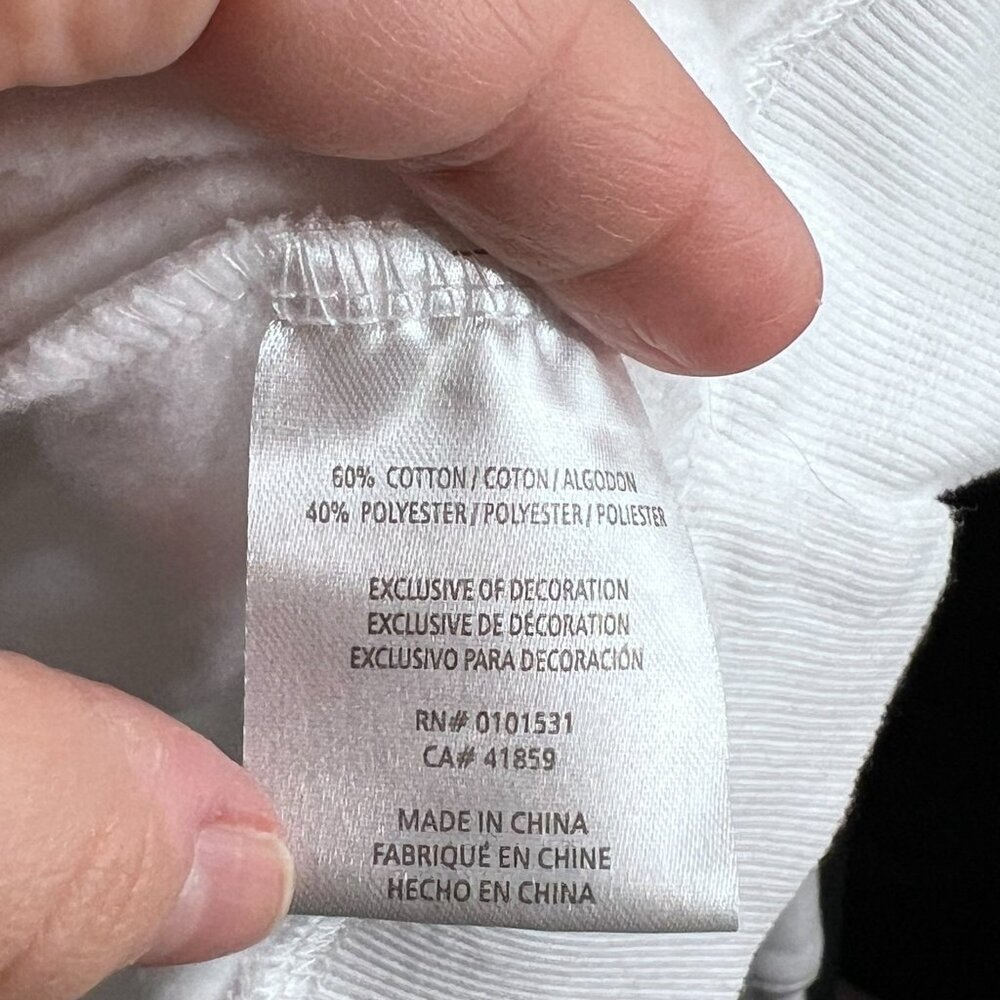 60% COTTON / COTON / ALGODON
40% POLYESTER / POLYESTER / POLIESTER
EXCLUSIVE OF DECORATION
EXCLUSIVE DE DÉCORATION
EXCLUSIVO PARA DECORACIÓN
RN# 0101531
CA# 41859
MADE IN CHINA
FABRIQUÉ EN CHINE
HECHO EN CHINA